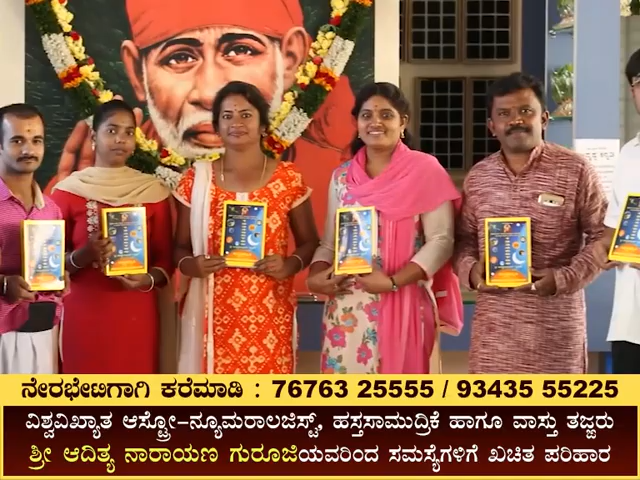 ನೇರಭೇಟಿಗಾಗಿ ಕರೆಮಾಡಿ : 76763 25555 / 93435 55225
ವಿಶ್ವವಿಖ್ಯಾತ ಆಸ್ಟ್ರೋ-ನ್ಯೂಮರಾಲಜಿಸ್ಟ್, ಹಸ್ತಸಾಮುದ್ರಿಕೆ ಹಾಗೂ ವಾಸ್ತು ತಜ್ಞರು
ಶ್ರೀ ಆದಿತ್ಯ ನಾರಾಯಣ ಗುರೂಜಿಯವರಿಂದ ಸಮಸ್ಯೆಗಳಿಗೆ ಖಚಿತ ಪರಿಹಾರ